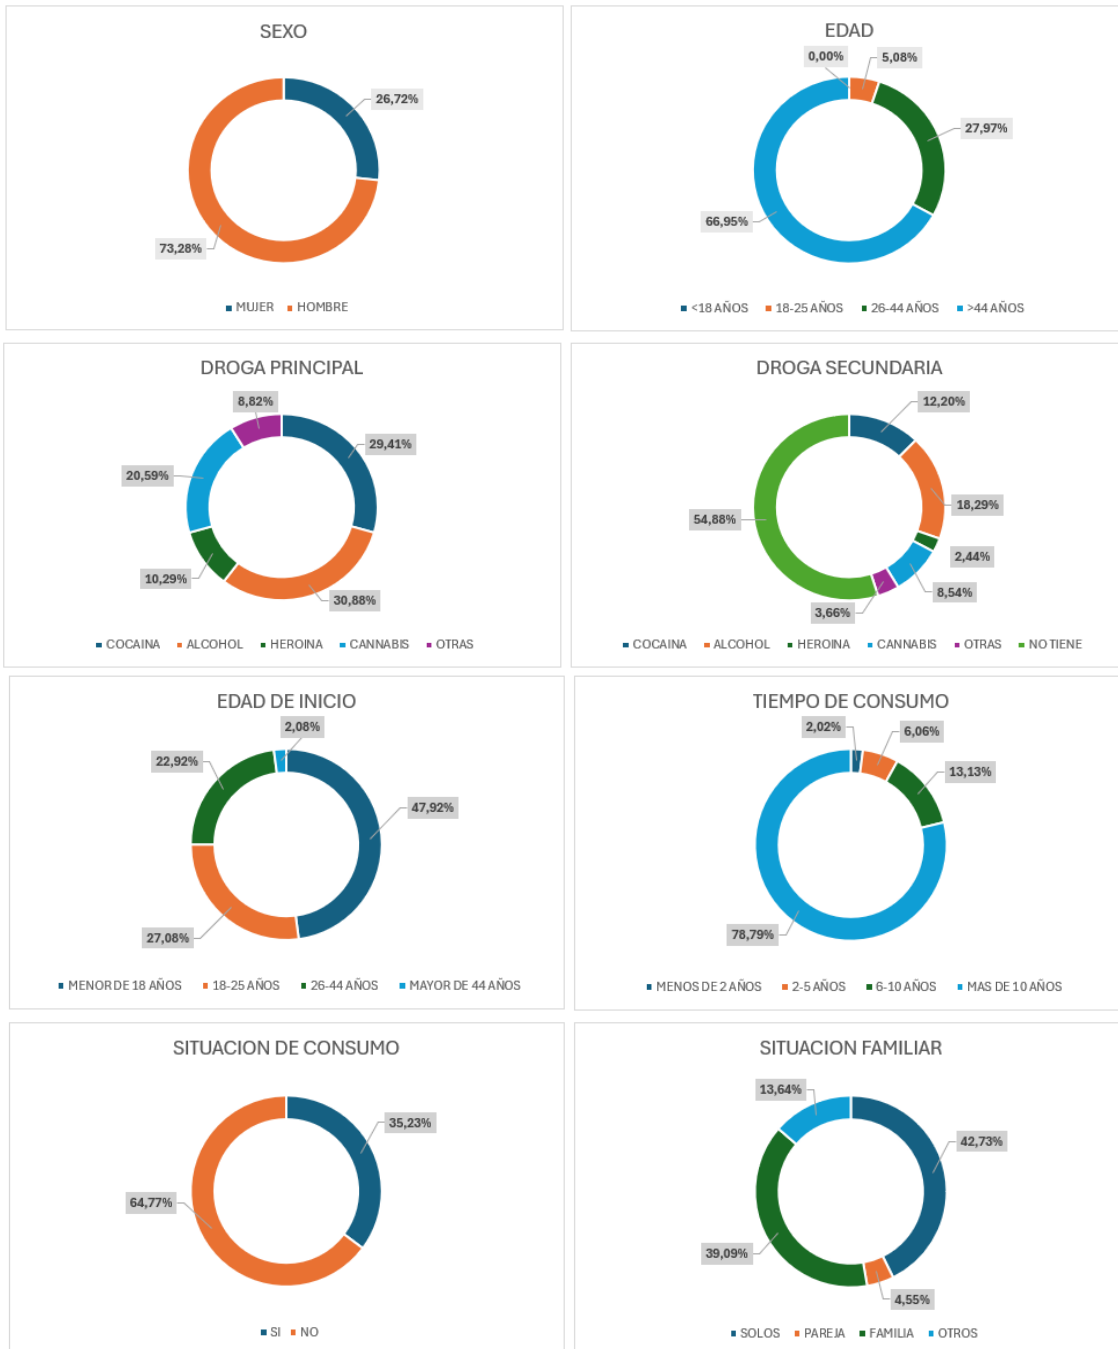 SEXO
26,72%
73,28%
MUJER HOMBRE
EDAD
0,00% 5,08%
27,97%
66,95%
<18 AÑOS 18-25 AÑOS 26-44 AÑOS >44 AÑOS
DROGA PRINCIPAL
8,82%
29,41%
20,59%
10,29%
30,88%
COCAINA ALCOHOL HEROINA CANNABIS OTRAS
DROGA SECUNDARIA
12,20%
18,29%
54,88%
2,44%
8,54%
3,66%
COCAINA ALCOHOL HEROINA CANNABIS OTRAS NO TIENE
EDAD DE INICIO
2,08%
22,92%
47,92%
27,08%
MENOR DE 18 AÑOS 18-25 AÑOS 26-44 AÑOS MAYOR DE 44 AÑOS
TIEMPO DE CONSUMO
2,02% 6,06%
13,13%
78,79%
MENOS DE 2 AÑOS 2-5 AÑOS 6-10 AÑOS MAS DE 10 AÑOS
SITUACION DE CONSUMO
35,23%
64,77%
SI NO
SITUACION FAMILIAR
13,64%
42,73%
39,09%
4,55%
SOLOS PAREJA FAMILIA OTROS